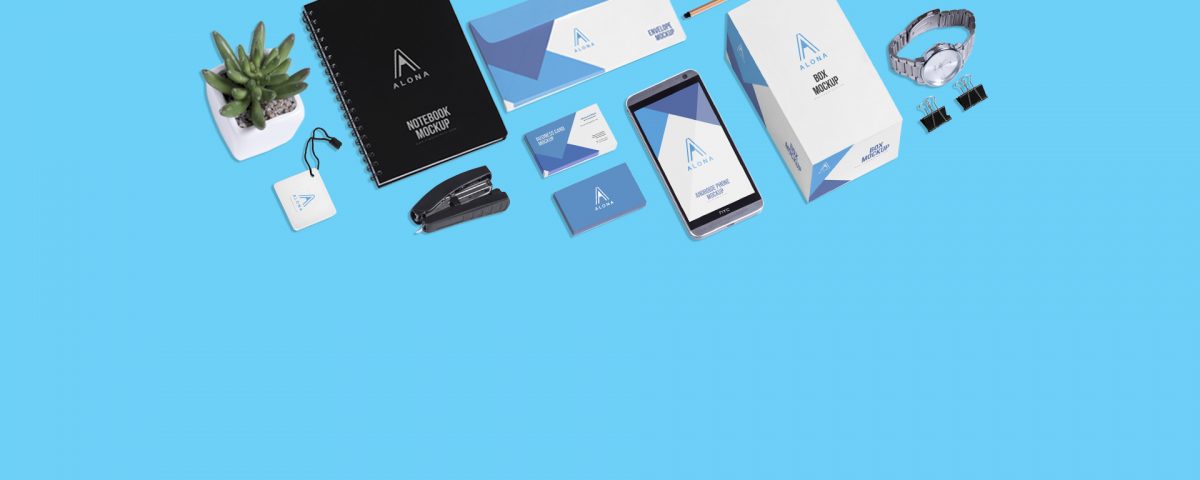 ALONA
NOTEBOOK
MOCKUP
ALONA
ENVELOPE
MOCKUP
ALONA
BUSINESS CARD
MOCKUP
ALONA
ALONA
ANDROIDE PHONE
MOCKUP
hTC
ALONA
BOX
MOCKUP
BOX
MOCKUP